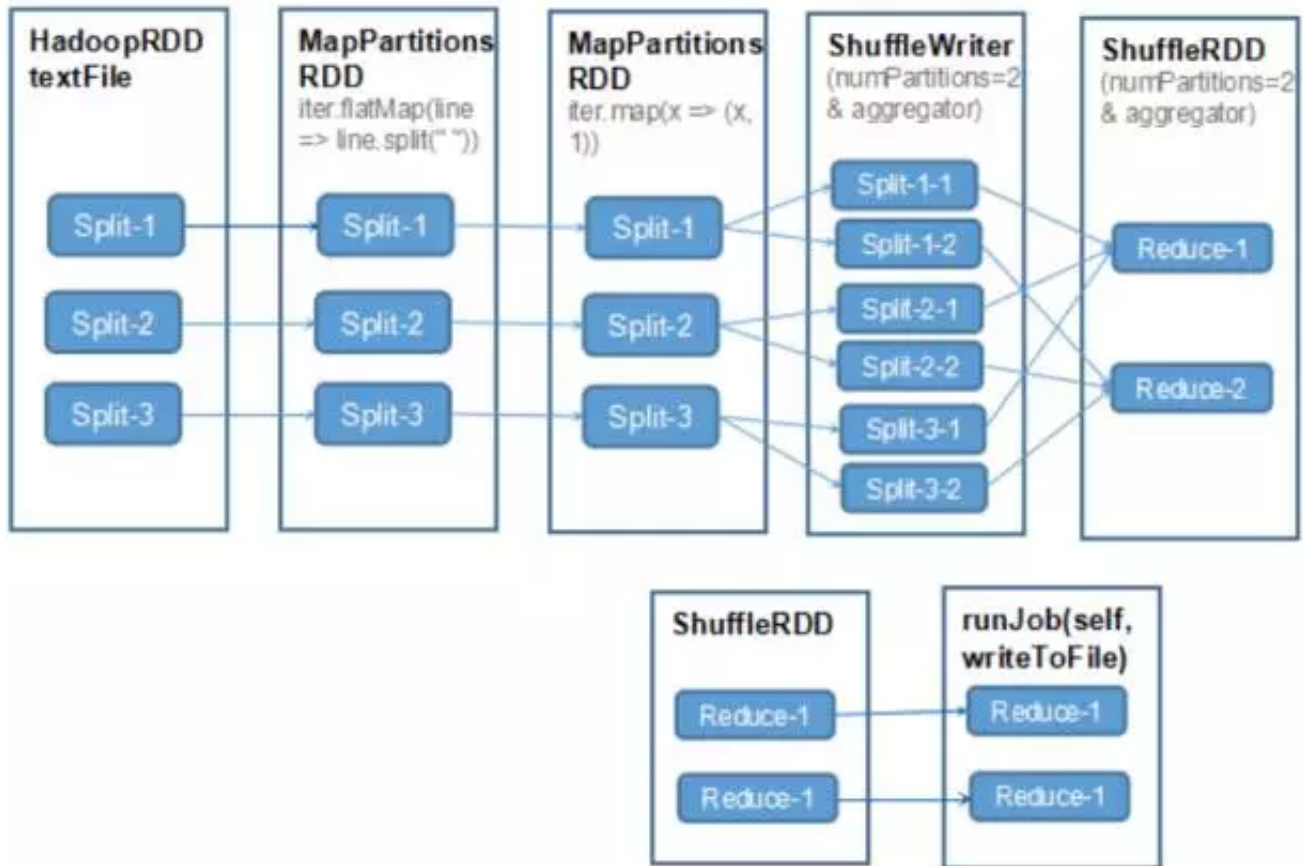 HadoopRDD
textFile
Split-1
Split-2
Split-3
MapPartitions
RDD
iter.flatMap(line
=> line.split(" "))
Split-1
Split-2
Split-3
MapPartitions
RDD
iter.map(x => (x,
1))
Split-1
Split-2
Split-3
ShuffleWriter
(numPartitions=2
& aggregator)
Split-1-1
Split-1-2
Split-2-1
Split-2-2
Split-3-1
Split-3-2
ShuffleRDD
(numPartitions=2
& aggregator)
Reduce-1
Reduce-2
ShuffleRDD
Reduce-1
Reduce-1
runJob(self,
writeToFile)
Reduce-1
Reduce-1